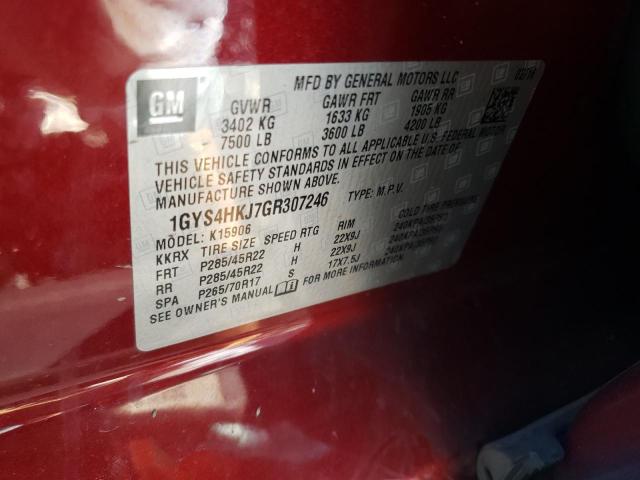 GM
MFD BY GENERAL MOTORS LLC
GVWR GAWR FRT GAWR RR
3402 KG 1633 KG 1905 KG
7500 LB 3600 LB 4200 LB
THIS VEHICLE CONFORMS TO ALL APPLICABLE U.S. FEDERAL MOTOR
VEHICLE SAFETY STANDARDS IN EFFECT ON THE DATE OF
MANUFACTURE SHOWN ABOVE.
1GYS4HKJ7GR307246 TYPE: M.P.V.
MODEL: K15906
KKRX TIRE SIZE SPEED RTG RIM COLD TIRE
FRT P285/45R22 H 22X9J
RR P285/45R22 H 22X9J
SPA P265/70R17 S 17X7.5J
SEE OWNER'S MANUAL FOR MORE INFORMATION.